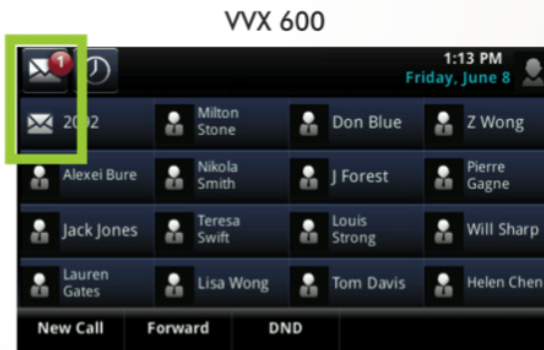 VVX 600
1
1:13 PM
Friday, June 8
2092
Milton
Stone
Don Blue
Z Wong
Alexei Bure
Nikola
Smith
J Forest
Pierre
Gagne
Jack Jones
Teresa
Swift
Louis
Strong
Will Sharp
Lauren
Gates
Lisa Wong
Tom Davis
Helen Chen
New Call
Forward
DND